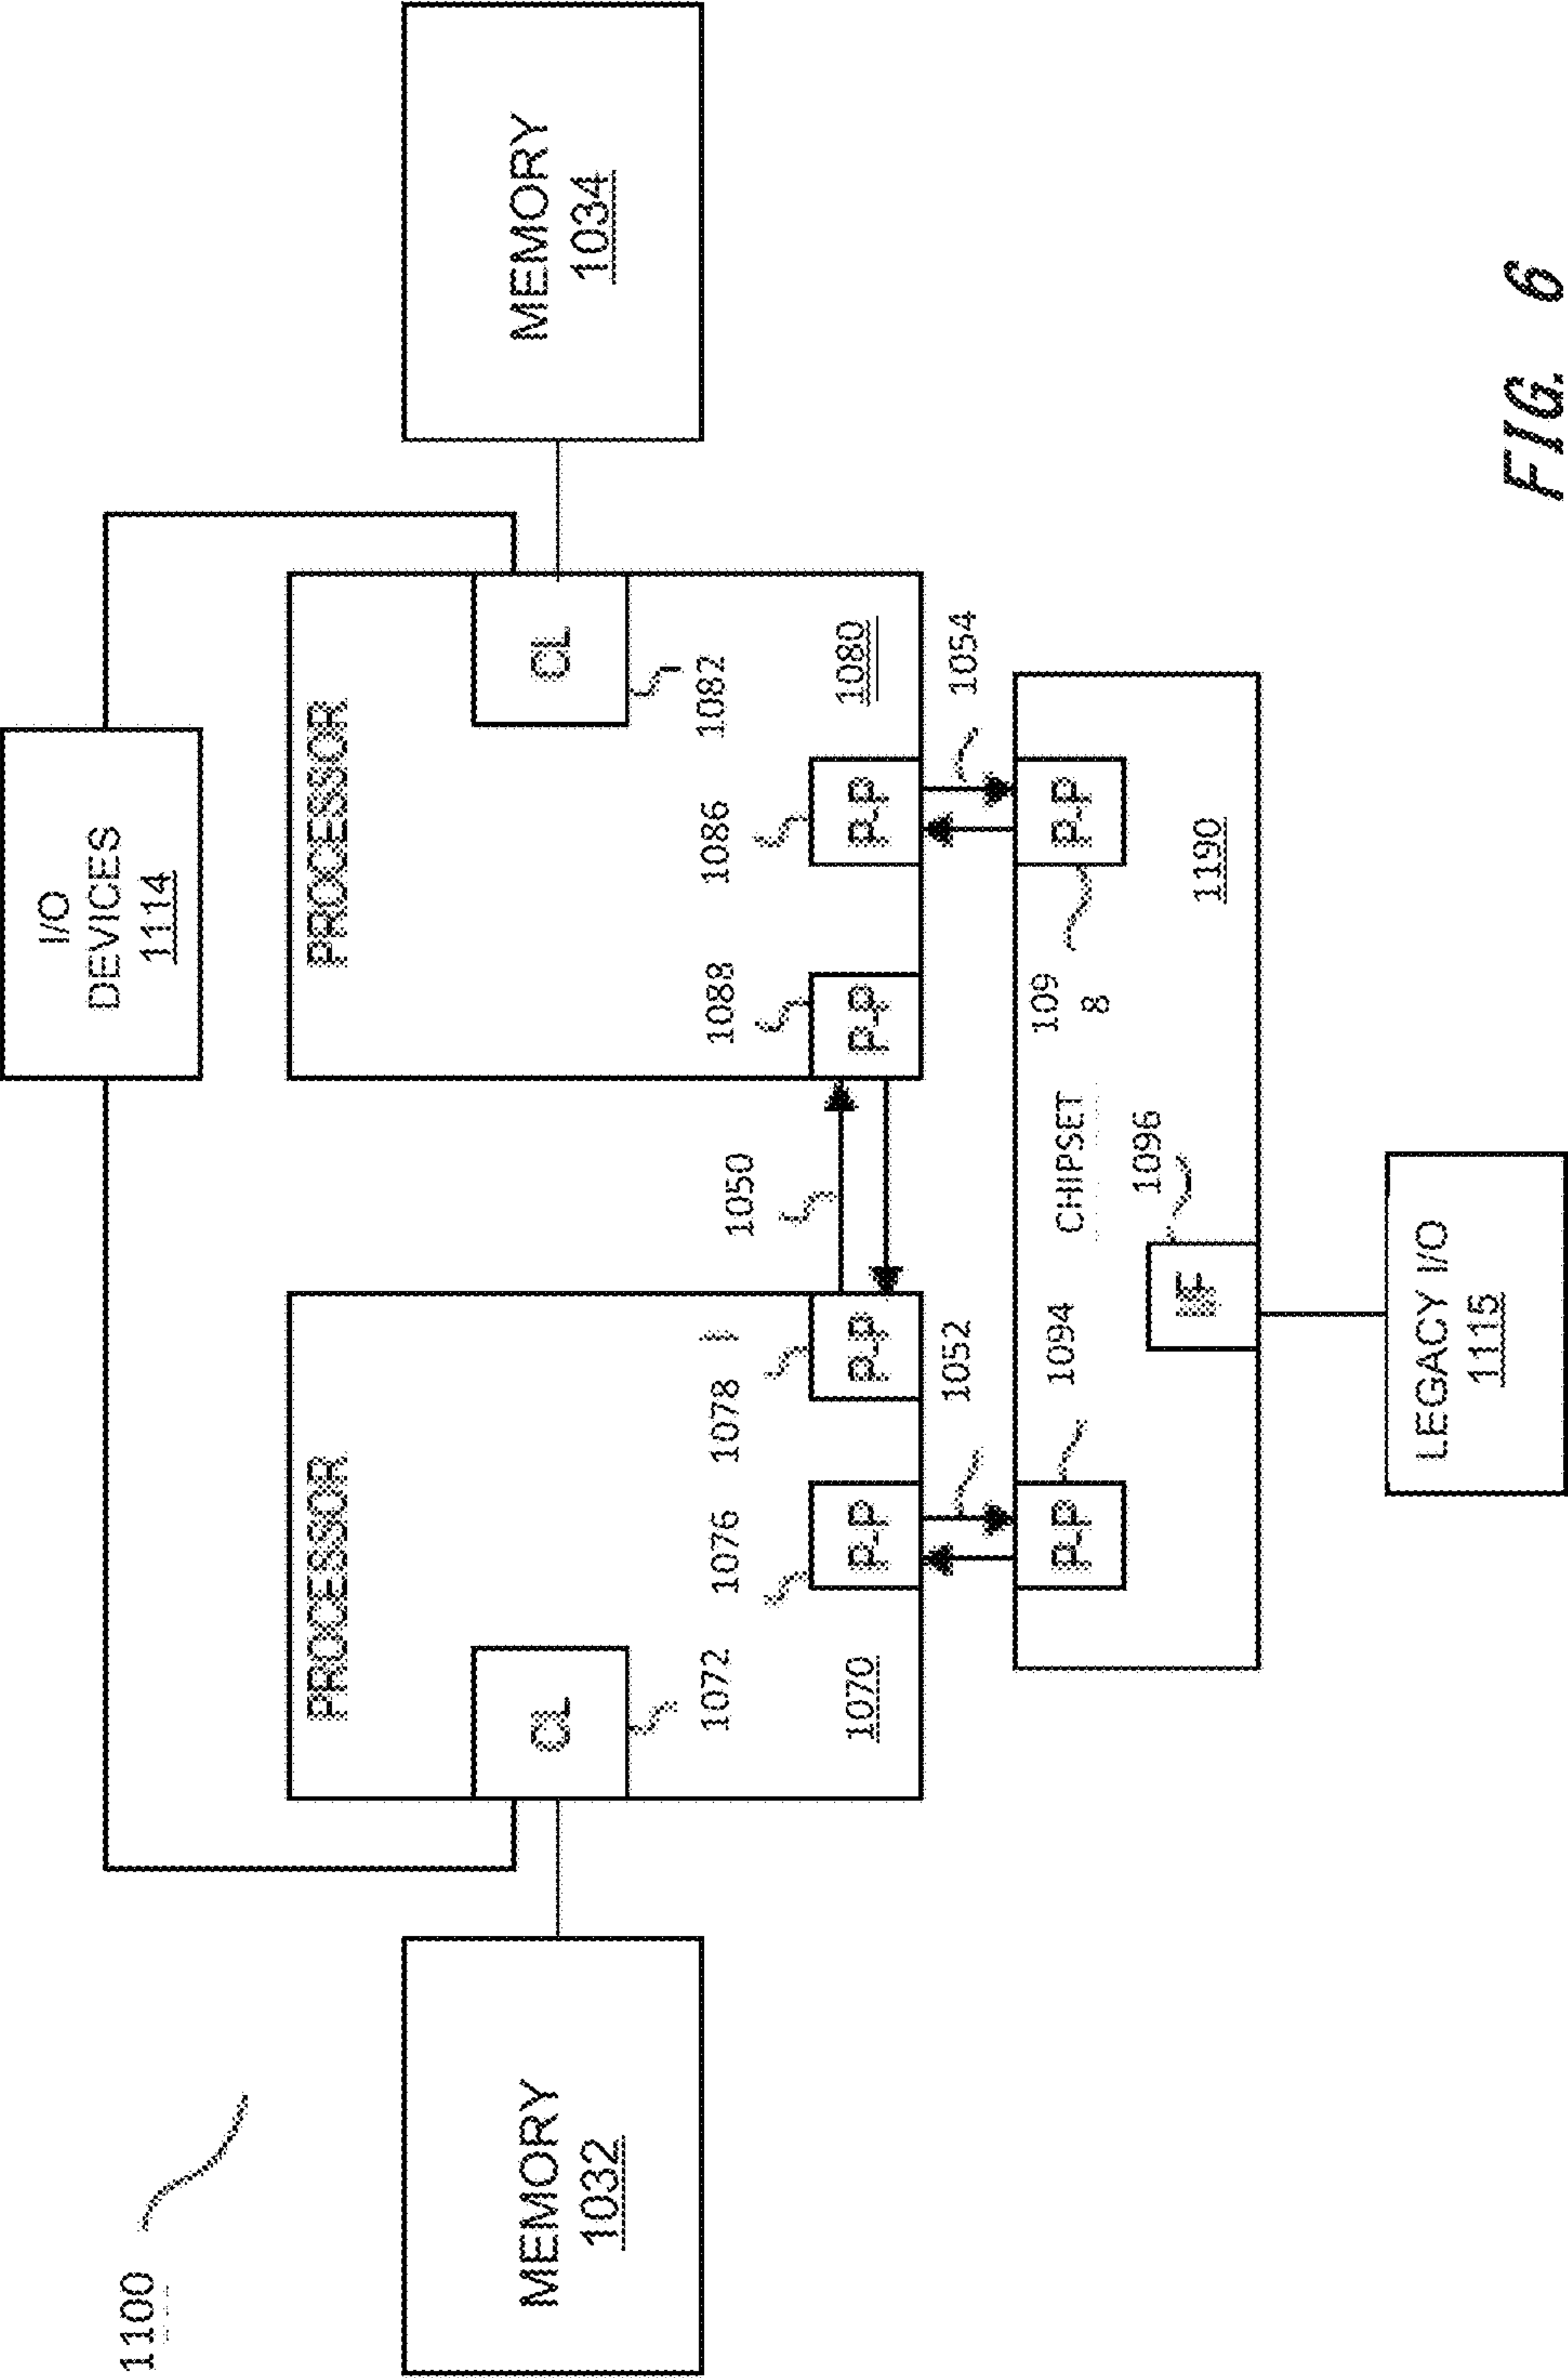 1100
I/O
DEVICES
1114
PROCESSOR
PROCESSOR
MEMORY
1032
CL
CL
MEMORY
1034
1072
1076
1078
1050
1088
1086
1082
1070
P-P
P-P
P-P
P-P
1080
1052
1054
P-P
1094
CHIPSET
109
8
P-P
1096
IF
1190
LEGACY I/O
1115
FIG. 6